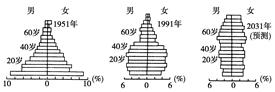 男 女 1951年
60岁
40岁
20岁
10 0 10 (%)
男 女 1991年
60岁
40岁
20岁
6 0 6 (%)
男 女 2031年
(预测)
60岁
40岁
20岁
6 0 6 (%)